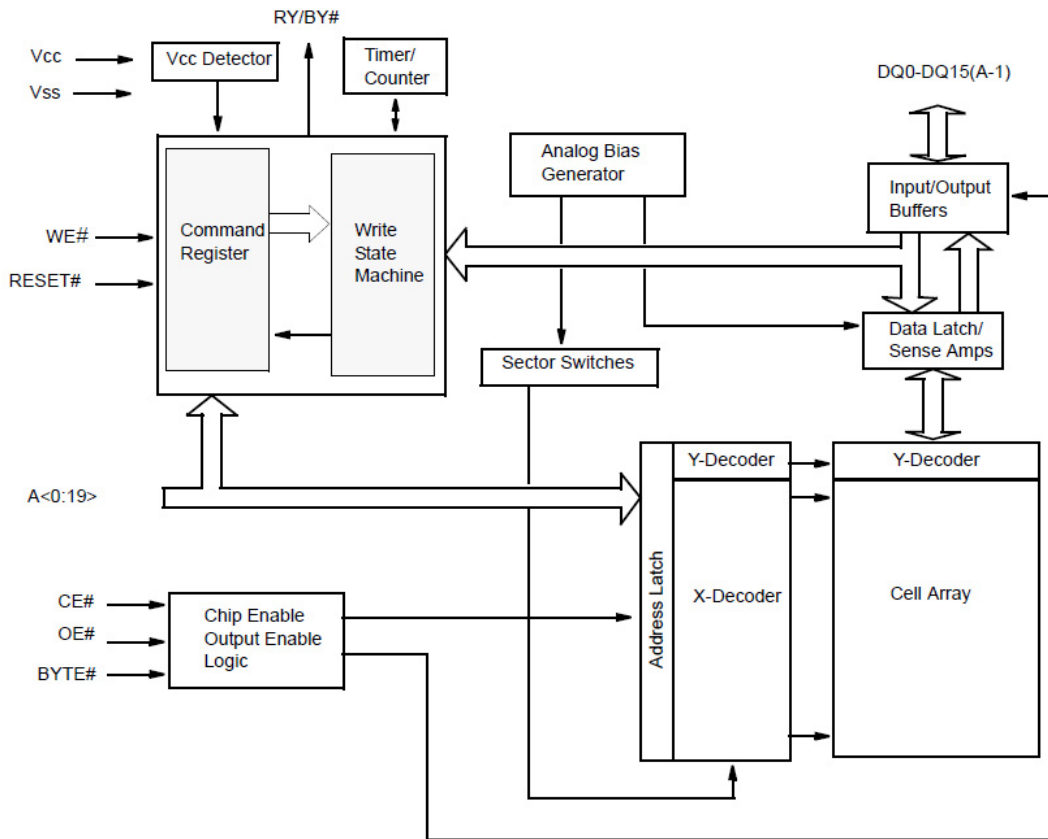 RY/BY#
Vcc
Vss
Vcc Detector
Timer/
Counter
DQ0-DQ15(A-1)
Analog Bias
Generator
Input/Output
Buffers
WE#
RESET#
Command
Register
Write
State
Machine
Data Latch/
Sense Amps
Sector Switches
A<0:19>
Y-Decoder
Y-Decoder
Address Latch
X-Decoder
Cell Array
CE#
OE#
BYTE#
Chip Enable
Output Enable
Logic